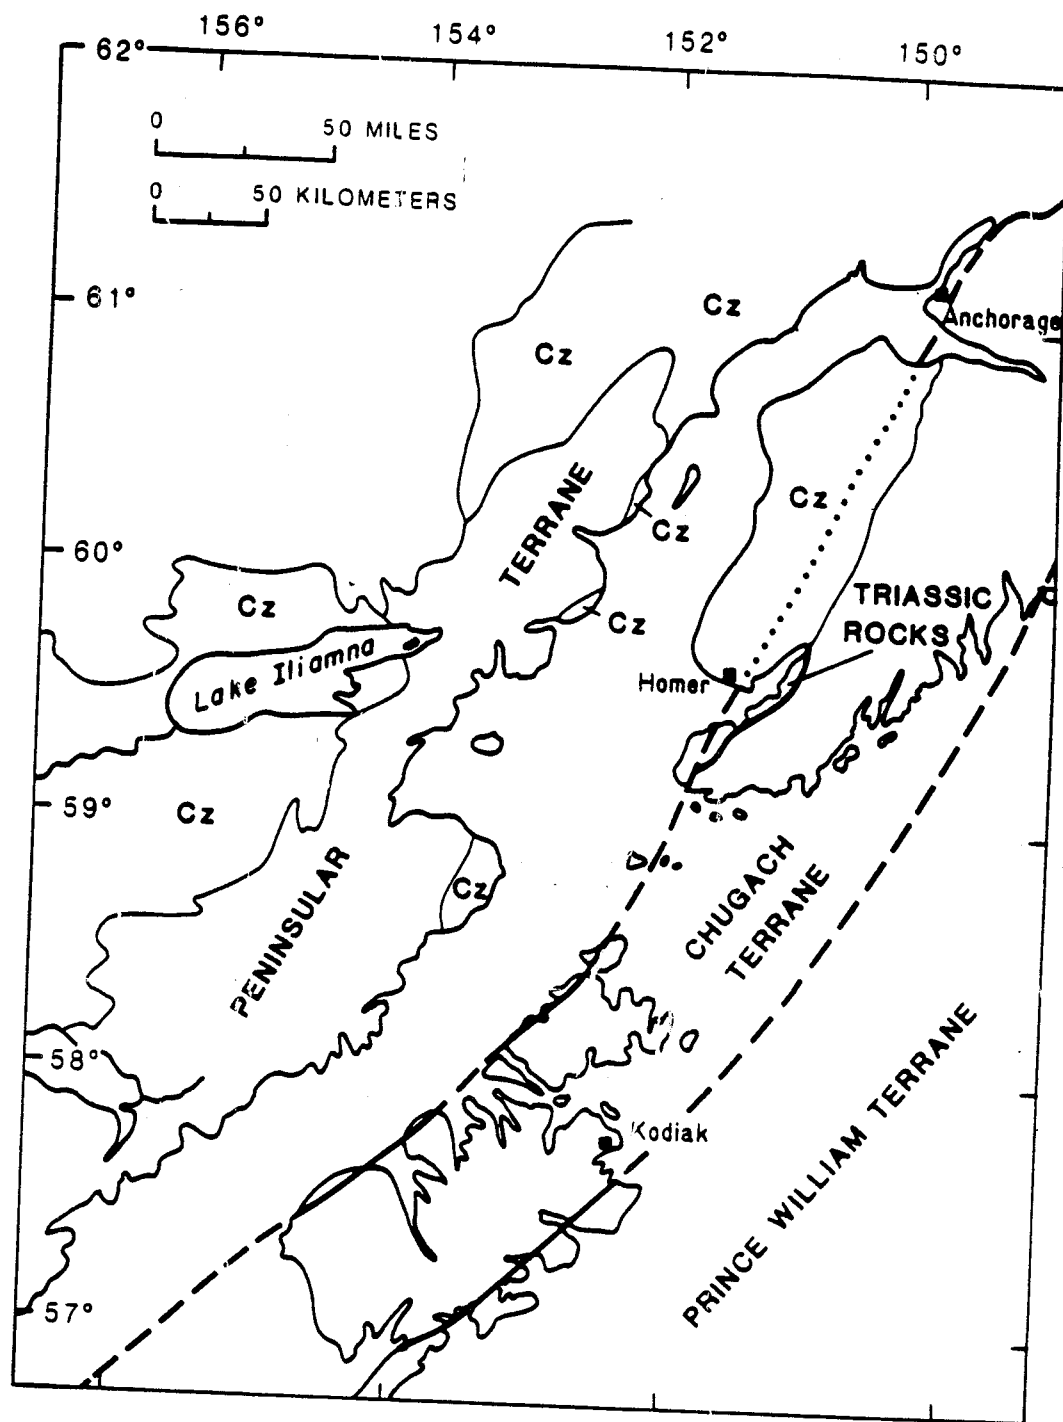 156° 154° 152° 150°
62°
0 50 MILES
0 50 KILOMETERS
61°
Cz
Anchorage
Cz
Cz
TERRANE
Cz
60°
Cz
TRIASSIC
ROCKS
Cz
Lake Iliamna
Homer
59°
Cz
PENINSULAR
Cz
CHUGACH
TERRANE
58°
Kodiak
PRINCE WILLIAM TERRANE
57°